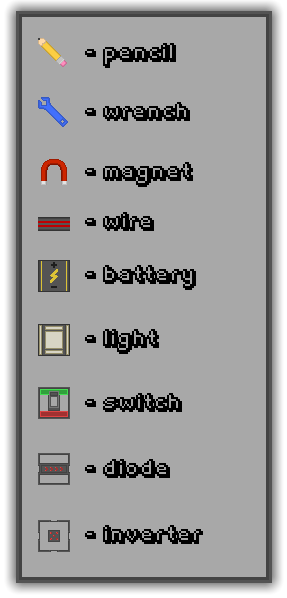 - pencil
- wrench
- magnet
- wire
- battery
- light
- switch
- diode
- inverter